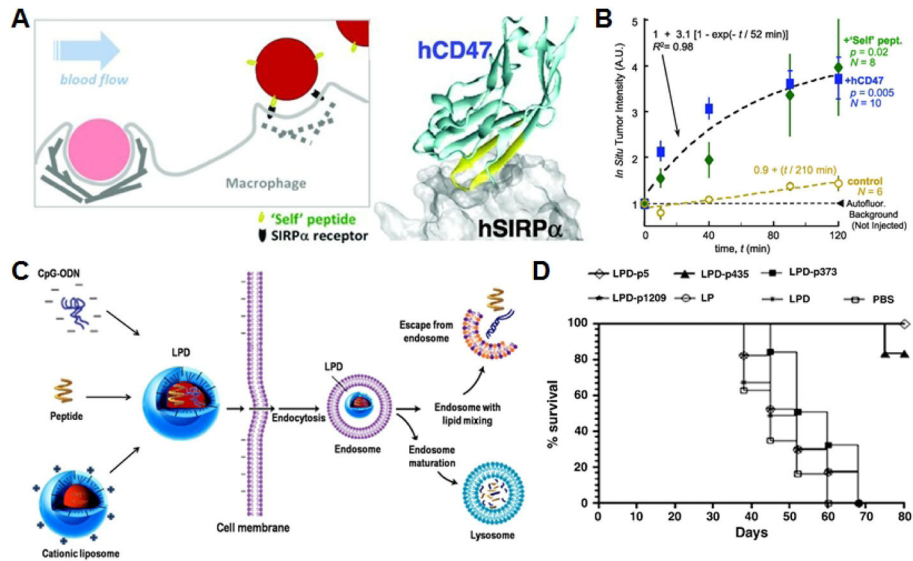 A
blood flow
Macrophage
'Self' peptide
SIRPα receptor
hCD47
hSIRPα
B
In Situ Tumor Intensity (A.U.)
5
4
3
2
1
1 + 3.1 [1 - exp(- t / 52 min)]
R²= 0.98
+'Self' pept.
p = 0.02
N = 8
+hCD47
p = 0.005
N = 10
0.9 + (t / 210 min)
control
N = 6
Autofluor.
Background
(Not Injected)
0 40 80 120
time, t (min)
C
CpG-ODN
Peptide
Cationic liposome
LPD
Cell membrane
Endocytosis
LPD
Endosome
Escape from
endosome
Endosome with
lipid mixing
Endosome
maturation
Lysosome
D
LPD-p5 LPD-p435 LPD-p373
LPD-p1209 LP LPD PBS
% survival
100
80
60
40
20
0
0 10 20 30 40 50 60 70 80
Days